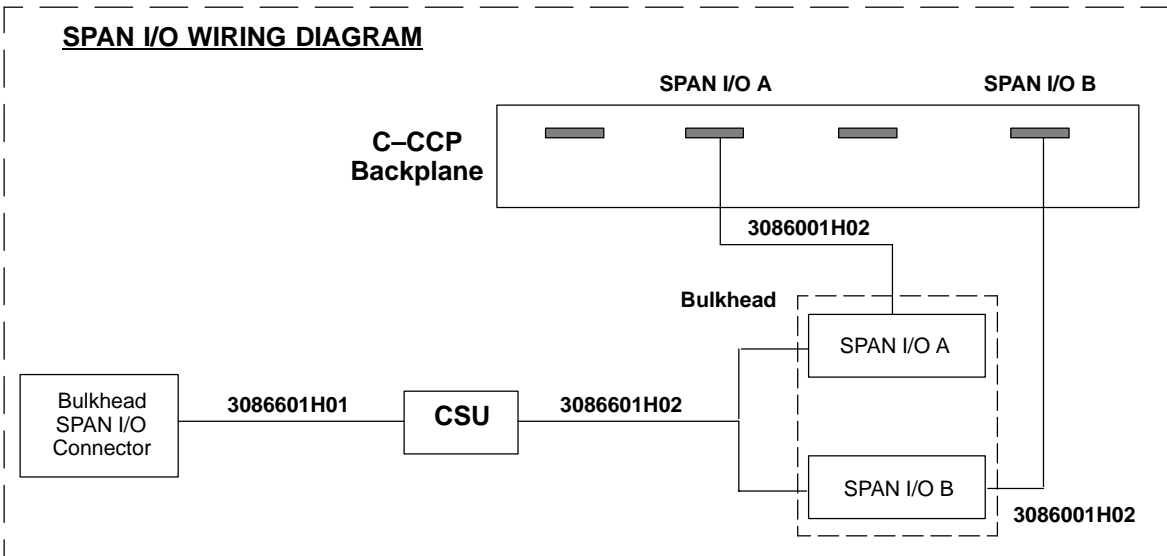 SPAN I/O WIRING DIAGRAM
SPAN I/O A
SPAN I/O B
C–CCP
Backplane
3086001H02
Bulkhead
SPAN I/O A
Bulkhead
SPAN I/O
Connector
3086601H01
CSU
3086601H02
SPAN I/O B
3086001H02